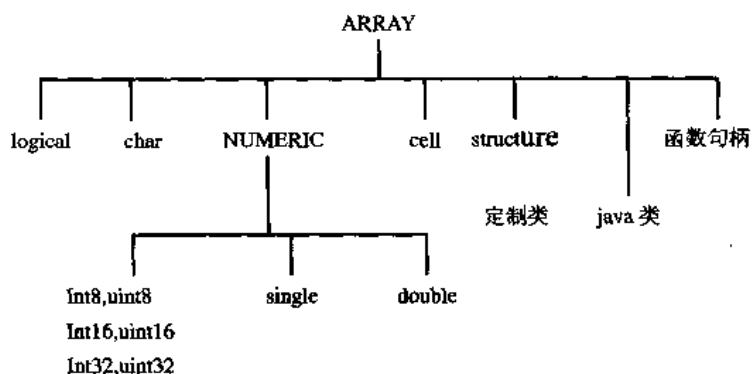 ARRAY
logical char NUMERIC cell structure 函数句柄
定制类 java 类
Int8,uint8 single double
Int16,uint16
Int32,uint32